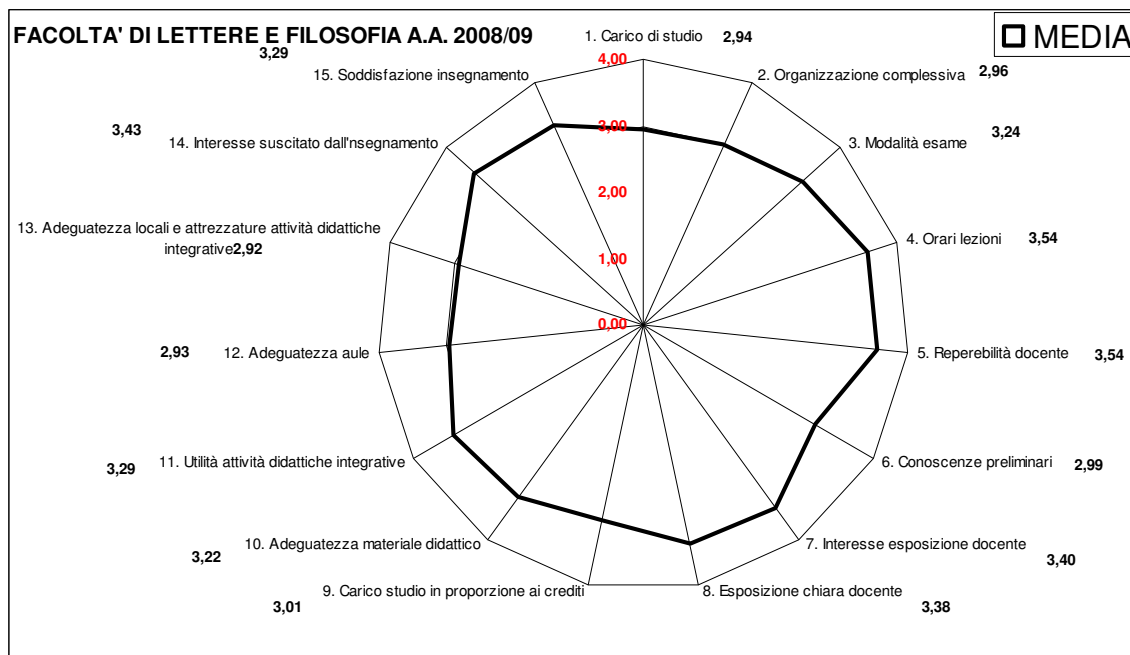 FACOLTA' DI LETTERE E FILOSOFIA A.A. 2008/09
MEDIA
1. Carico di studio 2,94
2. Organizzazione complessiva 2,96
3. Modalità esame 3,24
4. Orari lezioni 3,54
5. Reperebilità docente 3,54
6. Conoscenze preliminari 2,99
7. Interesse esposizione docente 3,40
8. Esposizione chiara docente 3,38
9. Carico studio in proporzione ai crediti 3,01
10. Adeguatezza materiale didattico 3,22
11. Utilità attività didattiche integrative 3,29
12. Adeguatezza aule 2,93
13. Adeguatezza locali e attrezzature attività didattiche
integrative 2,92
14. Interesse suscitato dall'nsegnamento 3,43
15. Soddisfazione insegnamento 3,29
4,00
3,00
2,00
1,00
0,00